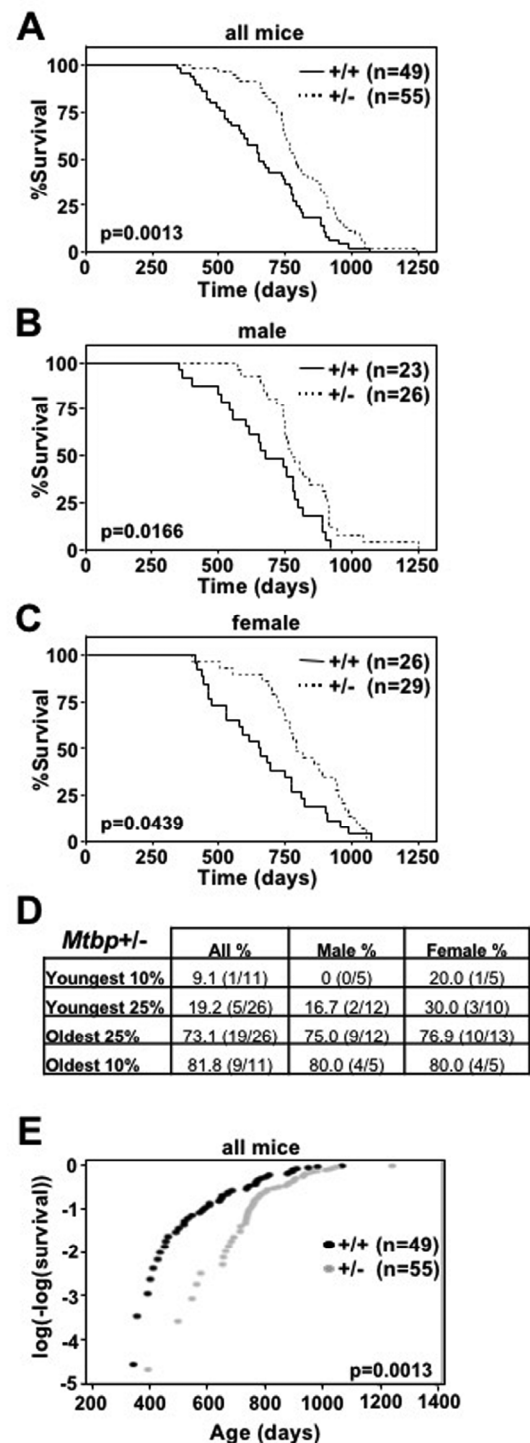 A
all mice
%Survival
100
75
50
25
0
+/+ (n=49)
+/- (n=55)
p=0.0013
0 250 500 750 1000 1250
Time (days)
B
male
%Survival
100
75
50
25
0
+/+ (n=23)
+/- (n=26)
p=0.0166
0 250 500 750 1000 1250
Time (days)
C
female
%Survival
100
75
50
25
0
+/+ (n=26)
+/- (n=29)
p=0.0439
0 250 500 750 1000 1250
Time (days)
D
Mtbp+/- All % Male % Female %
Youngest 10% 9.1 (1/11) 0 (0/5) 20.0 (1/5)
Youngest 25% 19.2 (5/26) 16.7 (2/12) 30.0 (3/10)
Oldest 25% 73.1 (19/26) 75.0 (9/12) 76.9 (10/13)
Oldest 10% 81.8 (9/11) 80.0 (4/5) 80.0 (4/5)
E
all mice
log(-log(survival))
-0
-1
-2
-3
-4
-5
+/+ (n=49)
+/- (n=55)
p=0.0013
200 400 600 800 1000 1200 1400
Age (days)